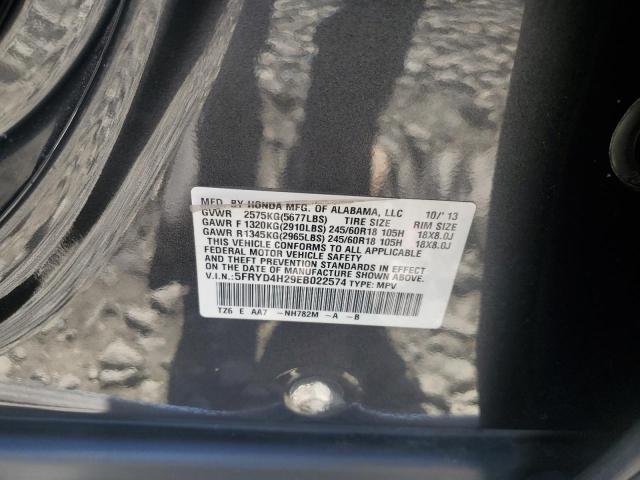 MFD. BY HONDA MFG. OF ALABAMA, LLC 10/'13
GVWR 2575KG(5677LBS) TIRE SIZE RIM SIZE
GAWR F 1320KG(2910LBS) 245/60R18 105H 18X8.0J
GAWR R 1345KG(2965LBS) 245/60R18 105H 18X8.0J
THIS VEHICLE CONFORMS TO ALL APPLICABLE
FEDERAL MOTOR VEHICLE SAFETY
AND THEFT PREVENTION STANDARDS IN EFFECT
ON THE DATE OF MANUFACTURE SHOWN ABOVE.
V.I.N.:5FRYD4H29EB022574 TYPE: MPV
TZ6 E AA7 -NH782M -A -B